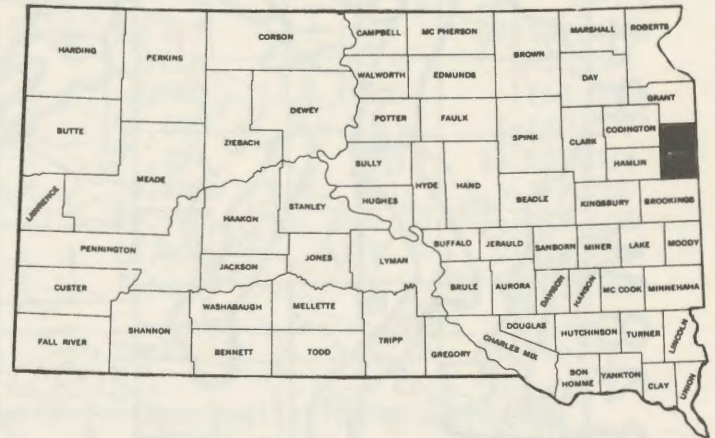 HARDING
PERKINS
CORSON
CAMPBELL
MC PHERSON
BROWN
MARSHALL
ROBERTS
WALWORTH
EDMUNDS
DAY
GRANT
BUTTE
MEADE
ZIEBACH
DEWEY
POTTER
FAULK
SPINK
CLARK
CODINGTON
HAMLIN
SULLY
HYDE
HAND
BEADLE
KINGSBURY
BROOKINGS
LAWRENCE
HAAKON
STANLEY
HUGHES
PENNINGTON
JACKSON
JONES
LYMAN
BUFFALO
JERAULD
SANBORN
MINER
LAKE
MOODY
CUSTER
WASHABAUGH
MELLETTE
BRULE
AURORA
DAVISON
HANSON
MC COOK
MINNEHAHA
FALL RIVER
SHANNON
BENNETT
TODD
TRIPP
GREGORY
CHARLES MIX
DOUGLAS
HUTCHINSON
TURNER
LINCOLN
BON
HOMME
YANKTON
CLAY
UNION